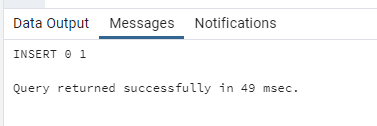 Data Output Messages Notifications
INSERT 0 1
Query returned successfully in 49 msec.